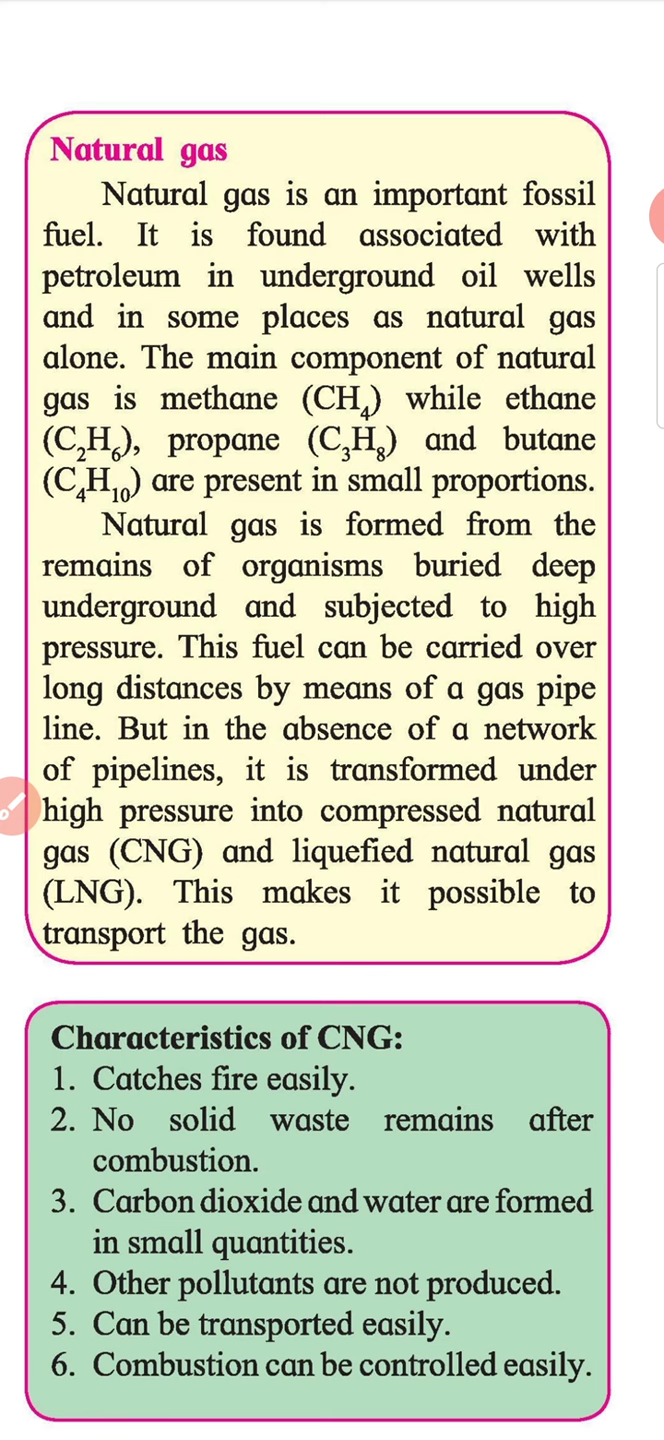 Natural gas
Natural gas is an important fossil
fuel. It is found associated with
petroleum in underground oil wells
and in some places as natural gas
alone. The main component of natural
gas is methane (CH₄) while ethane
(C₂H₆), propane (C₃H₈) and butane
(C₄H₁₀) are present in small proportions.
Natural gas is formed from the
remains of organisms buried deep
underground and subjected to high
pressure. This fuel can be carried over
long distances by means of a gas pipe
line. But in the absence of a network
of pipelines, it is transformed under
high pressure into compressed natural
gas (CNG) and liquefied natural gas
(LNG). This makes it possible to
transport the gas.
Characteristics of CNG:
1. Catches fire easily.
2. No solid waste remains after
combustion.
3. Carbon dioxide and water are formed
in small quantities.
4. Other pollutants are not produced.
5. Can be transported easily.
6. Combustion can be controlled easily.